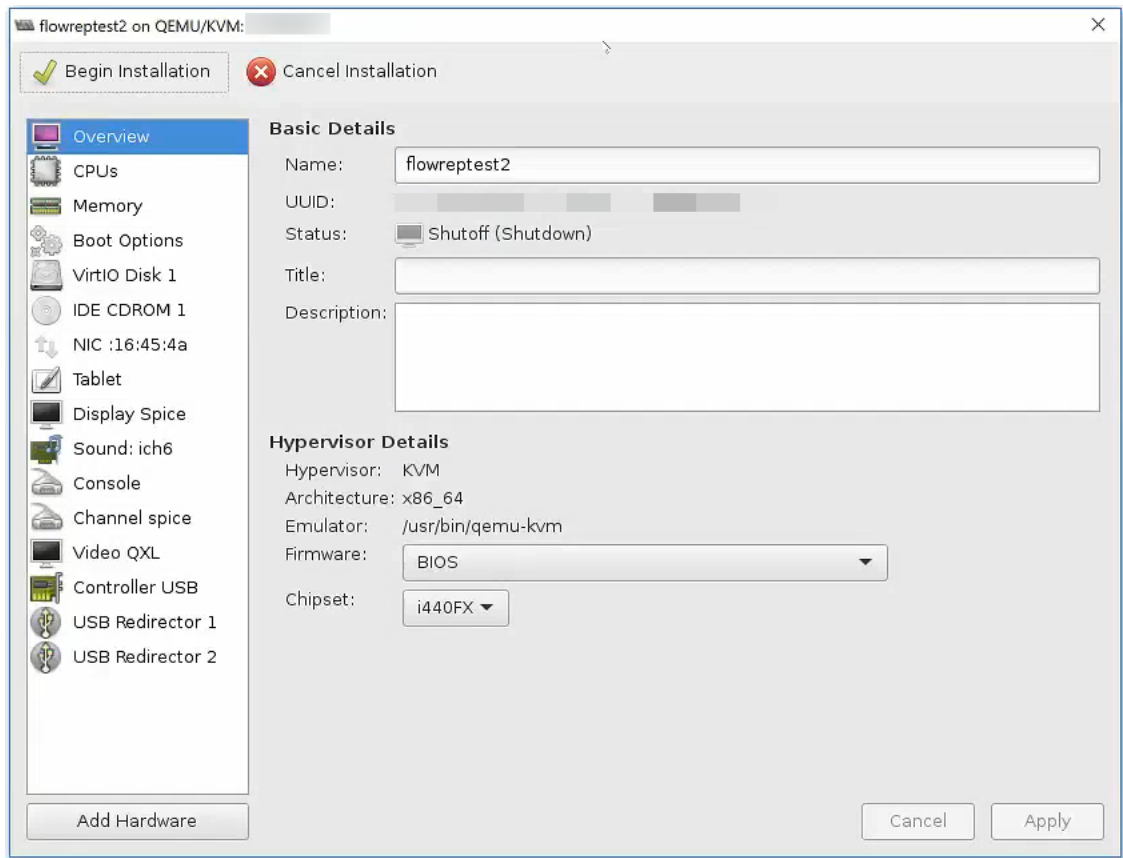 flowreptest2 on QEMU/KVM:
Begin Installation
Cancel Installation
Overview
CPUs
Memory
Boot Options
VirtIO Disk 1
IDE CDROM 1
NIC :16:45:4a
Tablet
Display Spice
Sound: ich6
Console
Channel spice
Video QXL
Controller USB
USB Redirector 1
USB Redirector 2
Add Hardware
Basic Details
Name: flowreptest2
UUID:
Status: Shutoff (Shutdown)
Title:
Description:
Hypervisor Details
Hypervisor: KVM
Architecture: x86_64
Emulator: /usr/bin/qemu-kvm
Firmware: BIOS
Chipset: i440FX
Cancel
Apply